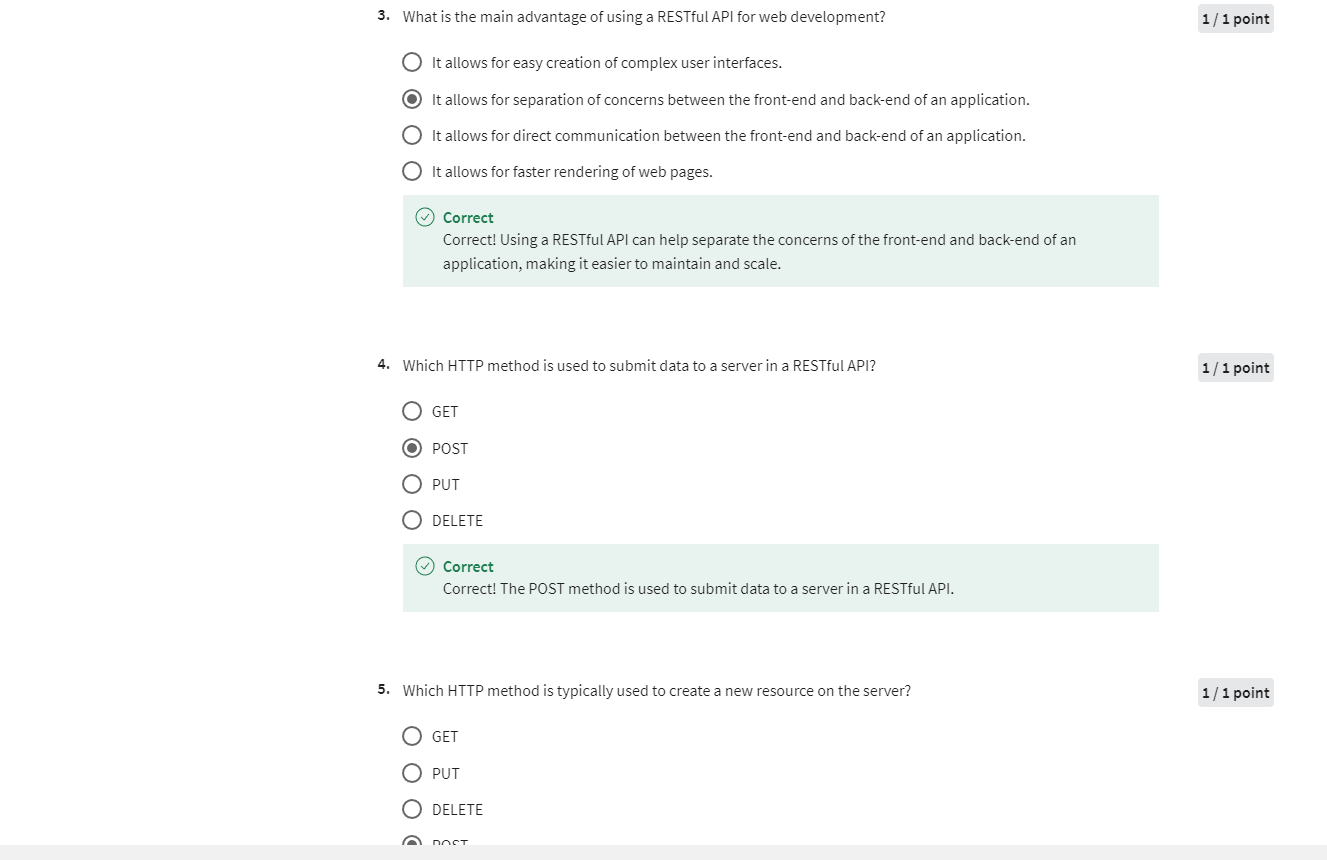 3. What is the main advantage of using a RESTful API for web development?
1 / 1 point
It allows for easy creation of complex user interfaces.
It allows for separation of concerns between the front-end and back-end of an application.
It allows for direct communication between the front-end and back-end of an application.
It allows for faster rendering of web pages.
Correct
Correct! Using a RESTful API can help separate the concerns of the front-end and back-end of an
application, making it easier to maintain and scale.
4. Which HTTP method is used to submit data to a server in a RESTful API?
1 / 1 point
GET
POST
PUT
DELETE
Correct
Correct! The POST method is used to submit data to a server in a RESTful API.
5. Which HTTP method is typically used to create a new resource on the server?
1 / 1 point
GET
PUT
DELETE
POST